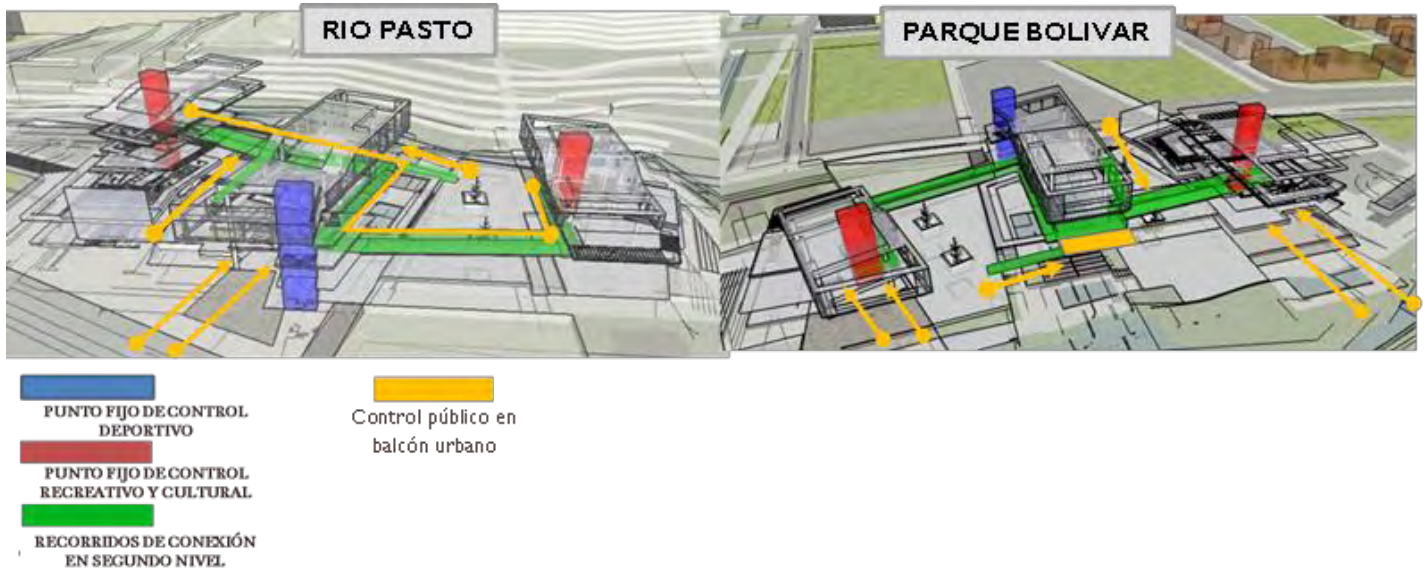 RIO PASTO
PARQUE BOLIVAR
PUNTO FIJO DE CONTROL
DEPORTIVO
PUNTO FIJO DE CONTROL
RECREATIVO Y CULTURAL
RECORRIDOS DE CONEXIÓN
EN SEGUNDO NIVEL
Control público en
balcón urbano